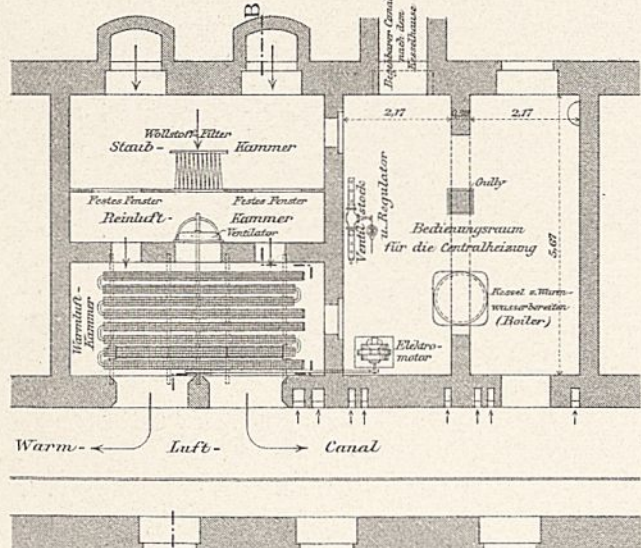 B
Begehbarer Canal
nach dem
Kesselhause
2,17
2,17
Wollstoff-Filter
Staub- Kammer
Festes Fenster
Festes Fenster
Reinluft- Kammer
Ventilator
Ventilstock
u. Regulator
Gully
Bedienungsraum
für die Centralheizung
5,67
Warmluft-
Kammer
Kessel z. Warm-
wasserbereiten
(Boiler)
Elektro-
motor
Warm- Luft- Canal